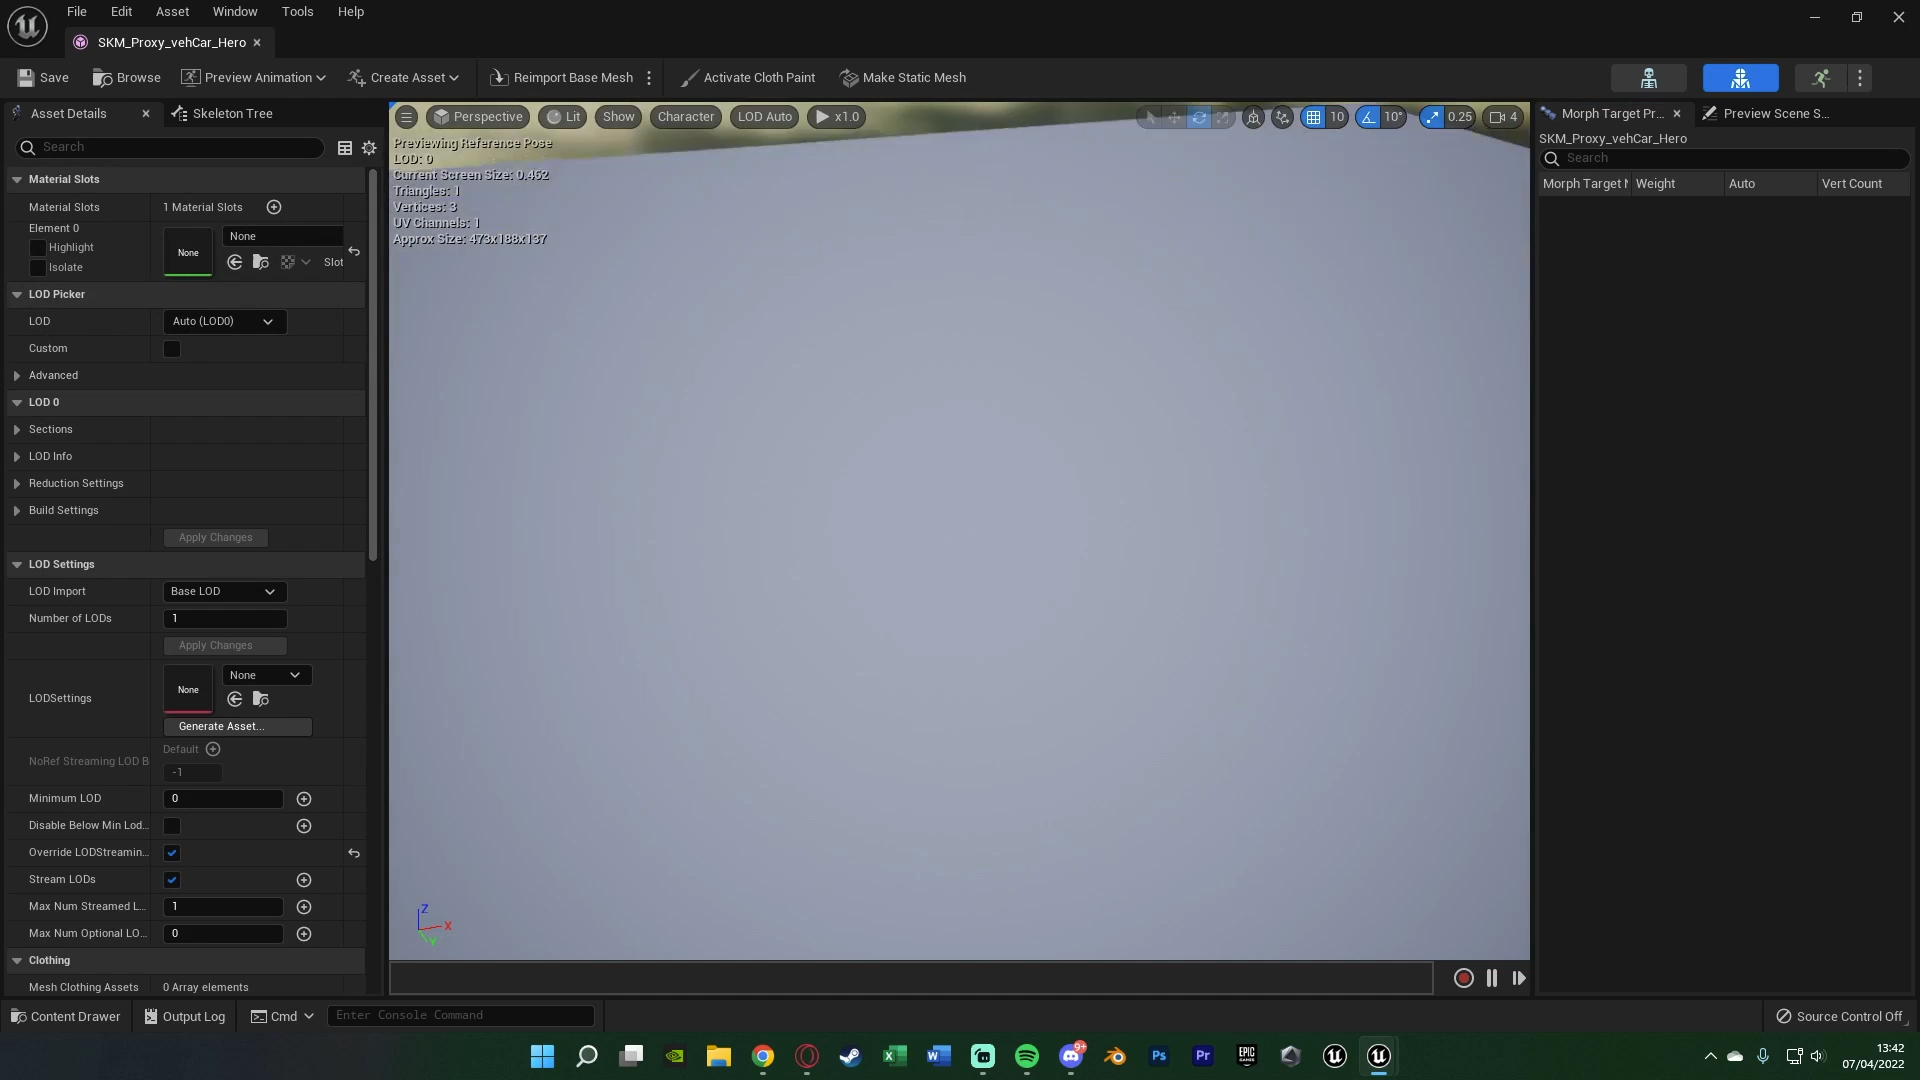 File Edit Asset Window Tools Help
SKM_Proxy_vehCar_Hero
Save Browse Preview Animation Create Asset Reimport Base Mesh Activate Cloth Paint Make Static Mesh
Asset Details Skeleton Tree
Search
Material Slots
Material Slots 1 Material Slots
Element 0
Highlight
Isolate
None
None
Slot
LOD Picker
LOD Auto (LOD0)
Custom
Advanced
LOD 0
Sections
LOD Info
Reduction Settings
Build Settings
Apply Changes
LOD Settings
LOD Import Base LOD
Number of LODs 1
Apply Changes
LODSettings
None
None
Generate Asset...
NoRef Streaming LOD B
Default
-1
Minimum LOD 0
Disable Below Min Lod...
Override LODStreamin...
Stream LODs
Max Num Streamed L... 1
Max Num Optional LO... 0
Clothing
Mesh Clothing Assets 0 Array elements
Perspective Lit Show Character LOD Auto x1.0
10 10° 0.25 4
Previewing Reference Pose
LOD: 0
Current Screen Size: 0.462
Triangles: 1
Vertices: 3
UV Channels: 1
Approx Size: 473x188x137
Z
X
Y
Morph Target Pr... Preview Scene S...
SKM_Proxy_vehCar_Hero
Search
Morph Target N Weight Auto Vert Count
Content Drawer Output Log Cmd Enter Console Command Source Control Off
9+
X
W
Ps
Pr
EPIC GAMES
13:42
07/04/2022